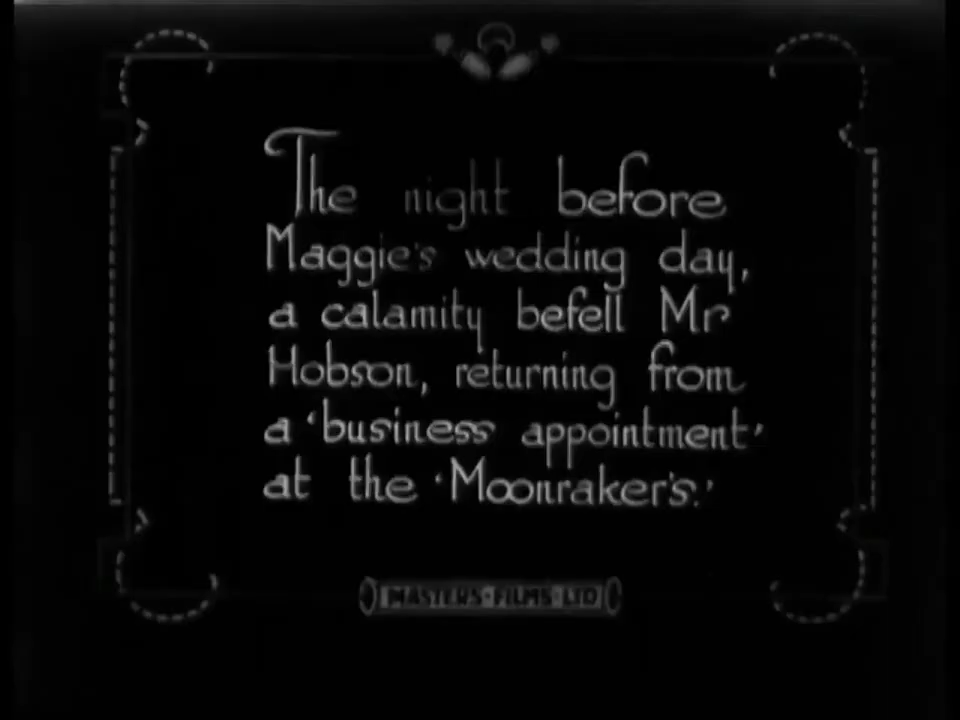 The night before
Maggie's wedding day,
a calamity befell Mr
Hobson, returning from
a 'business appointment'
at the 'Moonraker's.'
MASTERS·FILMS·LTD